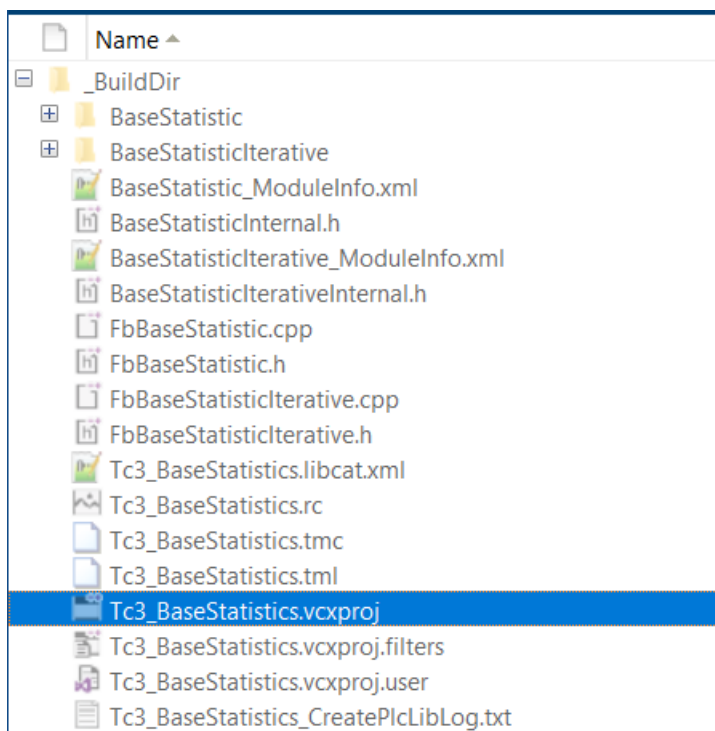 Name
_BuildDir
BaseStatistic
BaseStatisticIterative
BaseStatistic_ModuleInfo.xml
BaseStatisticInternal.h
BaseStatisticIterative_ModuleInfo.xml
BaseStatisticIterativeInternal.h
FbBaseStatistic.cpp
FbBaseStatistic.h
FbBaseStatisticIterative.cpp
FbBaseStatisticIterative.h
Tc3_BaseStatistics.libcat.xml
Tc3_BaseStatistics.rc
Tc3_BaseStatistics.tmc
Tc3_BaseStatistics.tml
Tc3_BaseStatistics.vcxproj
Tc3_BaseStatistics.vcxproj.filters
Tc3_BaseStatistics.vcxproj.user
Tc3_BaseStatistics_CreatePlcLibLog.txt